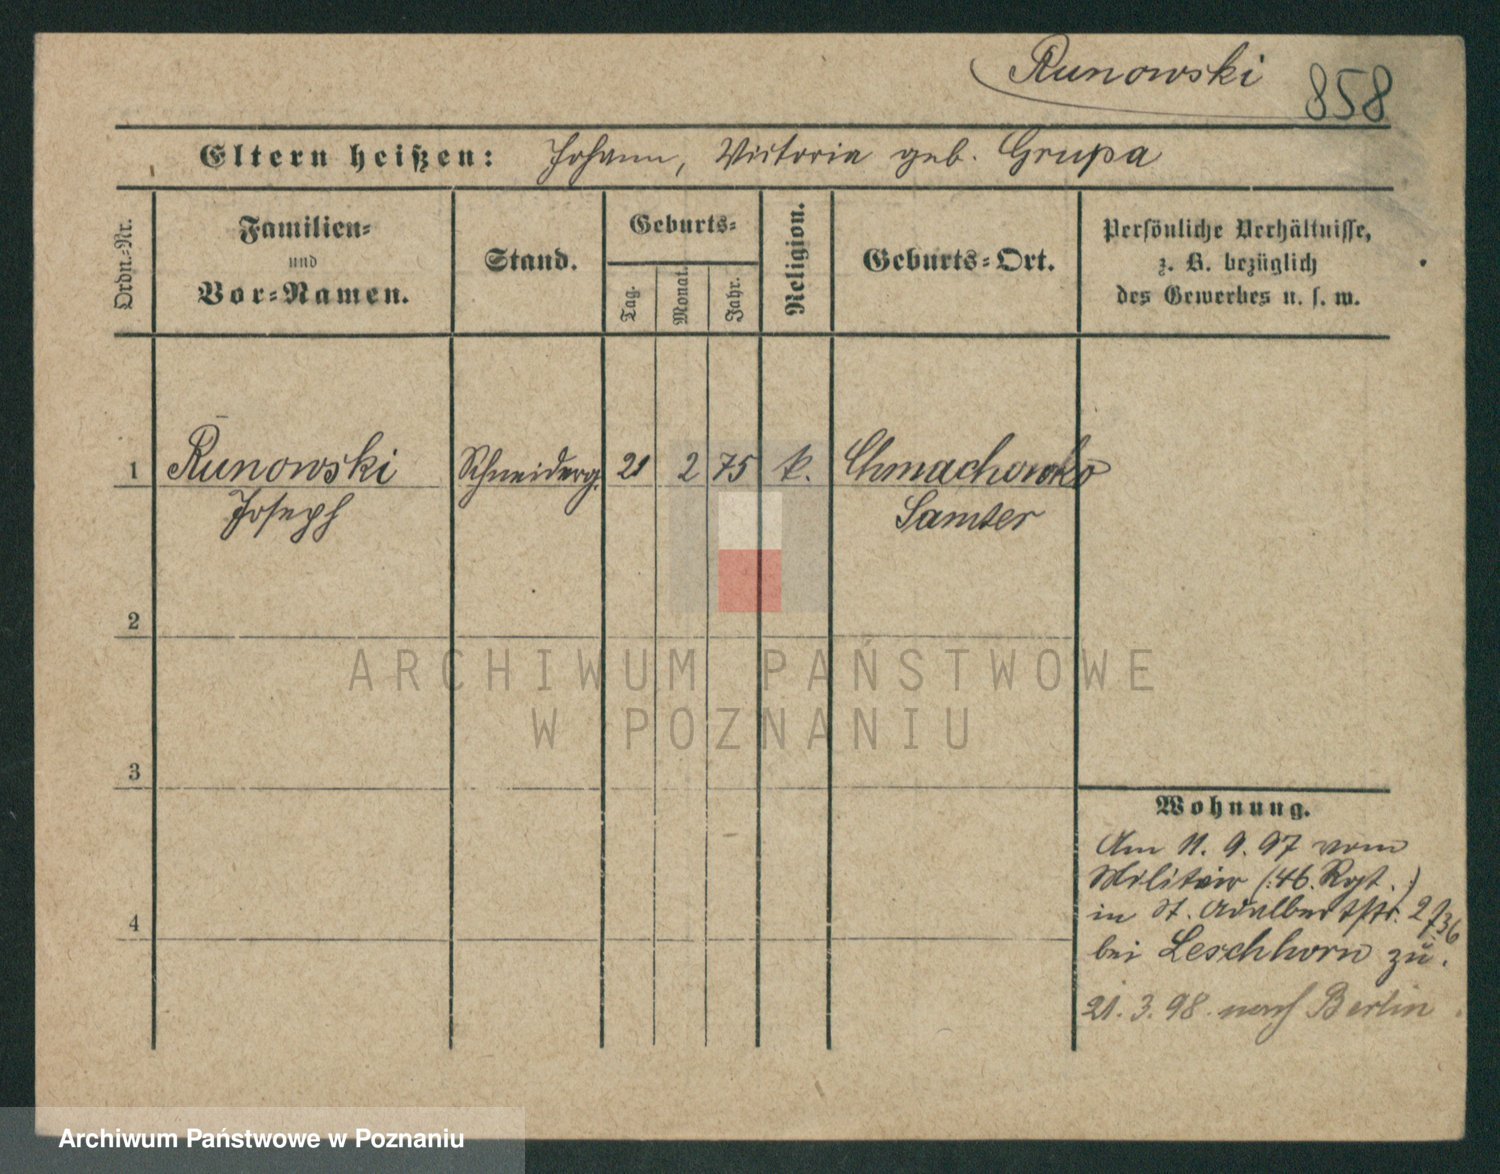 Runowski 858
Eltern heißen: Johann, Victoria geb. Grupa
Ordn.-Nr.
Familien-
und
Vor-Namen.
Stand.
Geburts-
Tag.
Monat.
Jahr.
Religion.
Geburts-Ort.
Persönliche Verhältnisse,
z. B. bezüglich
des Gewerbes u. s. w.
1 Runowski Schneiderg. 21 2 75 k. Chmachowko
Joseph Samter
2
ARCHIWUM PAŃSTWOWE
W POZNANIU
3
Wohnung.
Am 11. 9. 97 vom
Militair (:46. Rgt.:)
in St. Adalbertstr.
4
bei Leschhorn zu.
21. 3. 98 nach Berlin
Archiwum Państwowe w Poznaniu